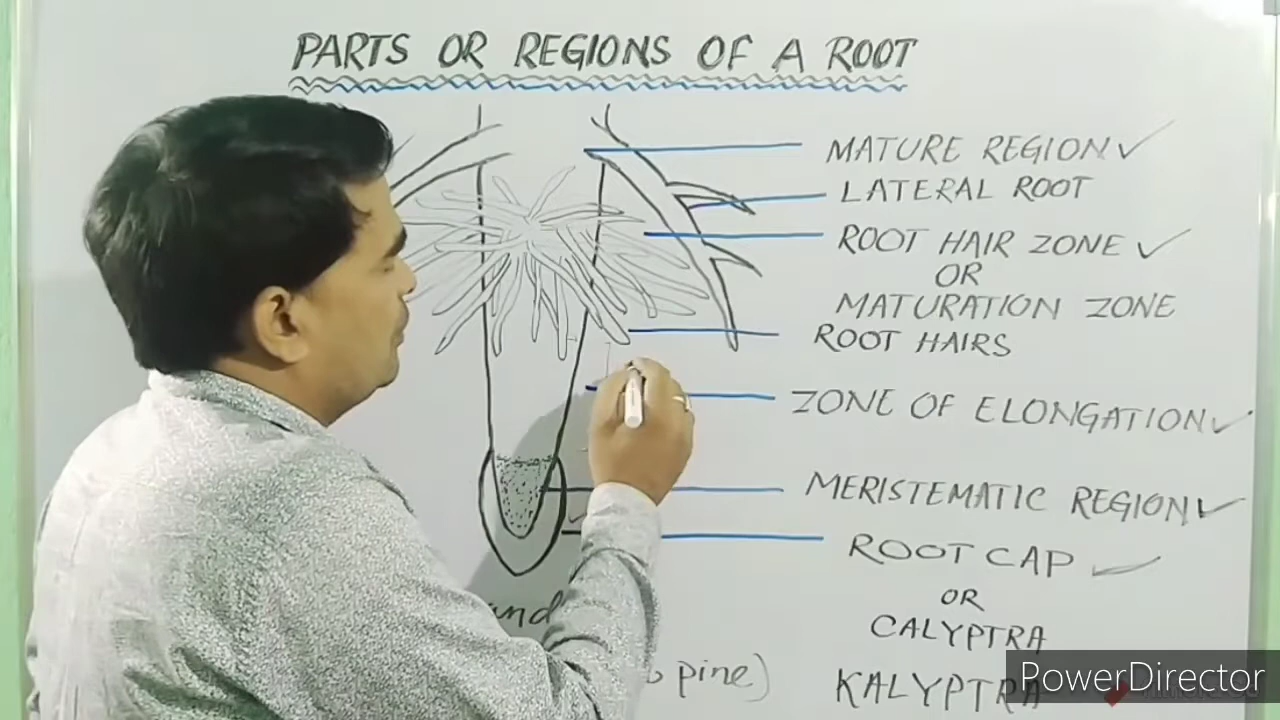 PARTS OR REGIONS OF A ROOT
MATURE REGION ✓
LATERAL ROOT
ROOT HAIR ZONE ✓
OR
MATURATION ZONE
ROOT HAIRS
ZONE OF ELONGATION ✓
MERISTEMATIC REGION ✓
ROOT CAP ✓
OR
CALYPTRA
KALYPTRA
pine)
PowerDirector